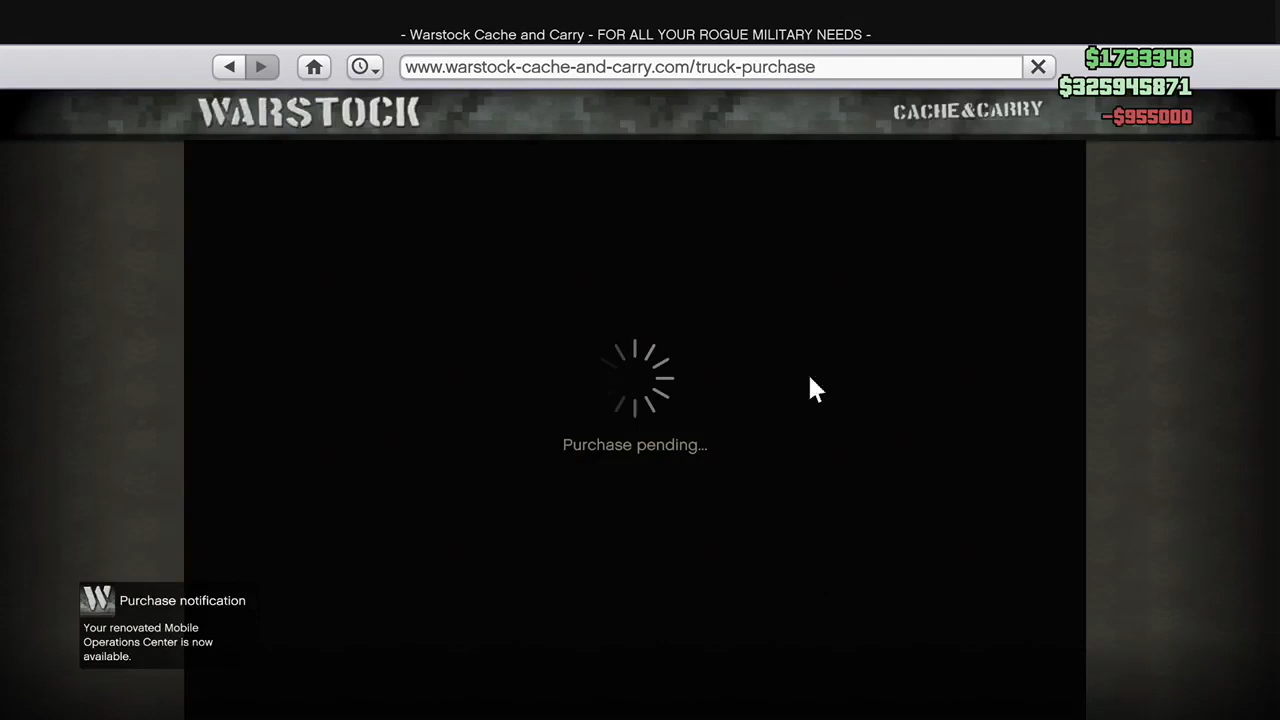 - Warstock Cache and Carry - FOR ALL YOUR ROGUE MILITARY NEEDS -
www.warstock-cache-and-carry.com/truck-purchase
$1733348
$325945871
-$955000
WARSTOCK
CACHE&CARRY
Purchase pending...
W
Purchase notification
Your renovated Mobile
Operations Center is now
available.